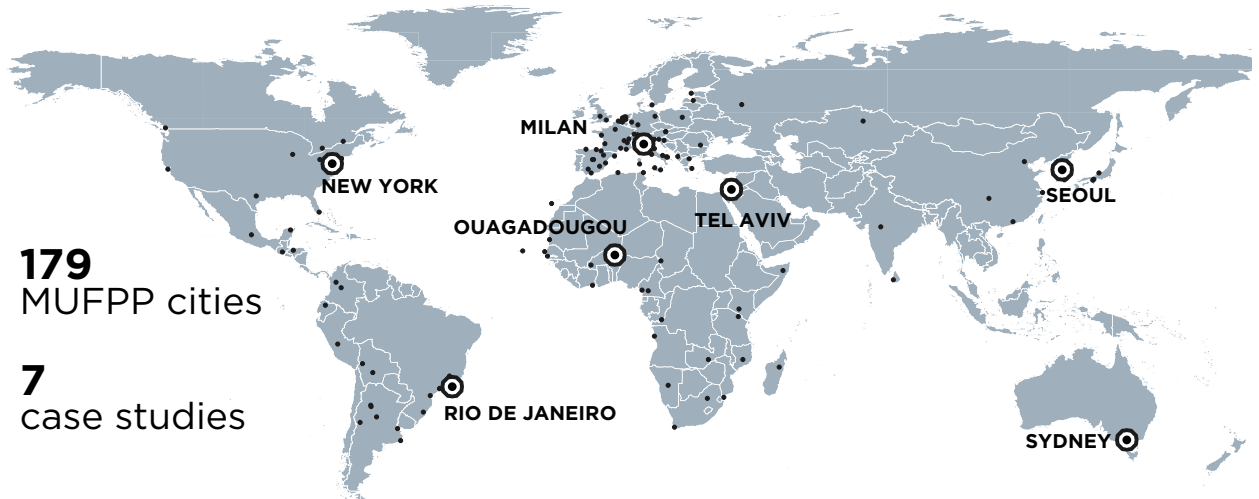 MILAN
NEW YORK
SEOUL
TEL AVIV
OUAGADOUGOU
179
MUFPP cities
7
case studies
RIO DE JANEIRO
SYDNEY